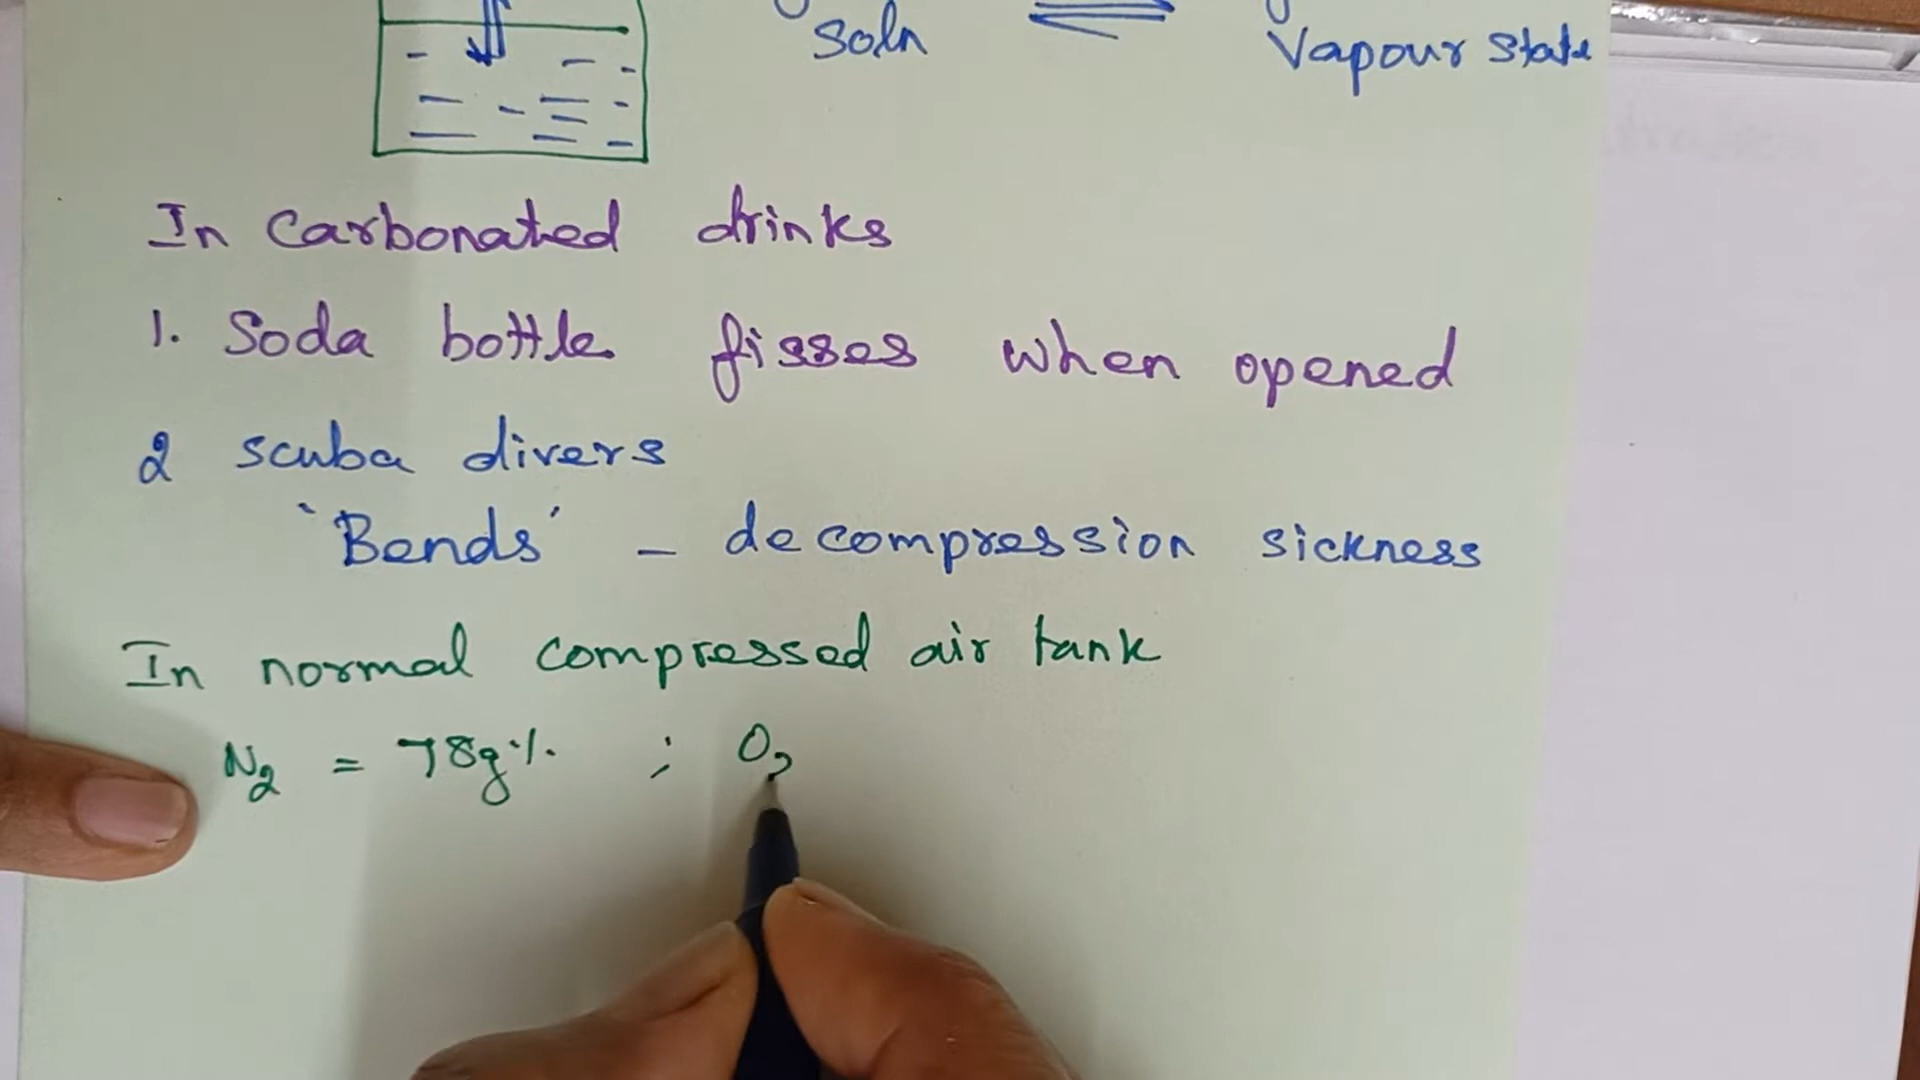 Soln ⇌ Vapour state
In Carbonated drinks
1. Soda bottle fisses when opened
2 scuba divers
'Bends' - decompression sickness
In normal compressed air tank
N2 = 78g% ; O2